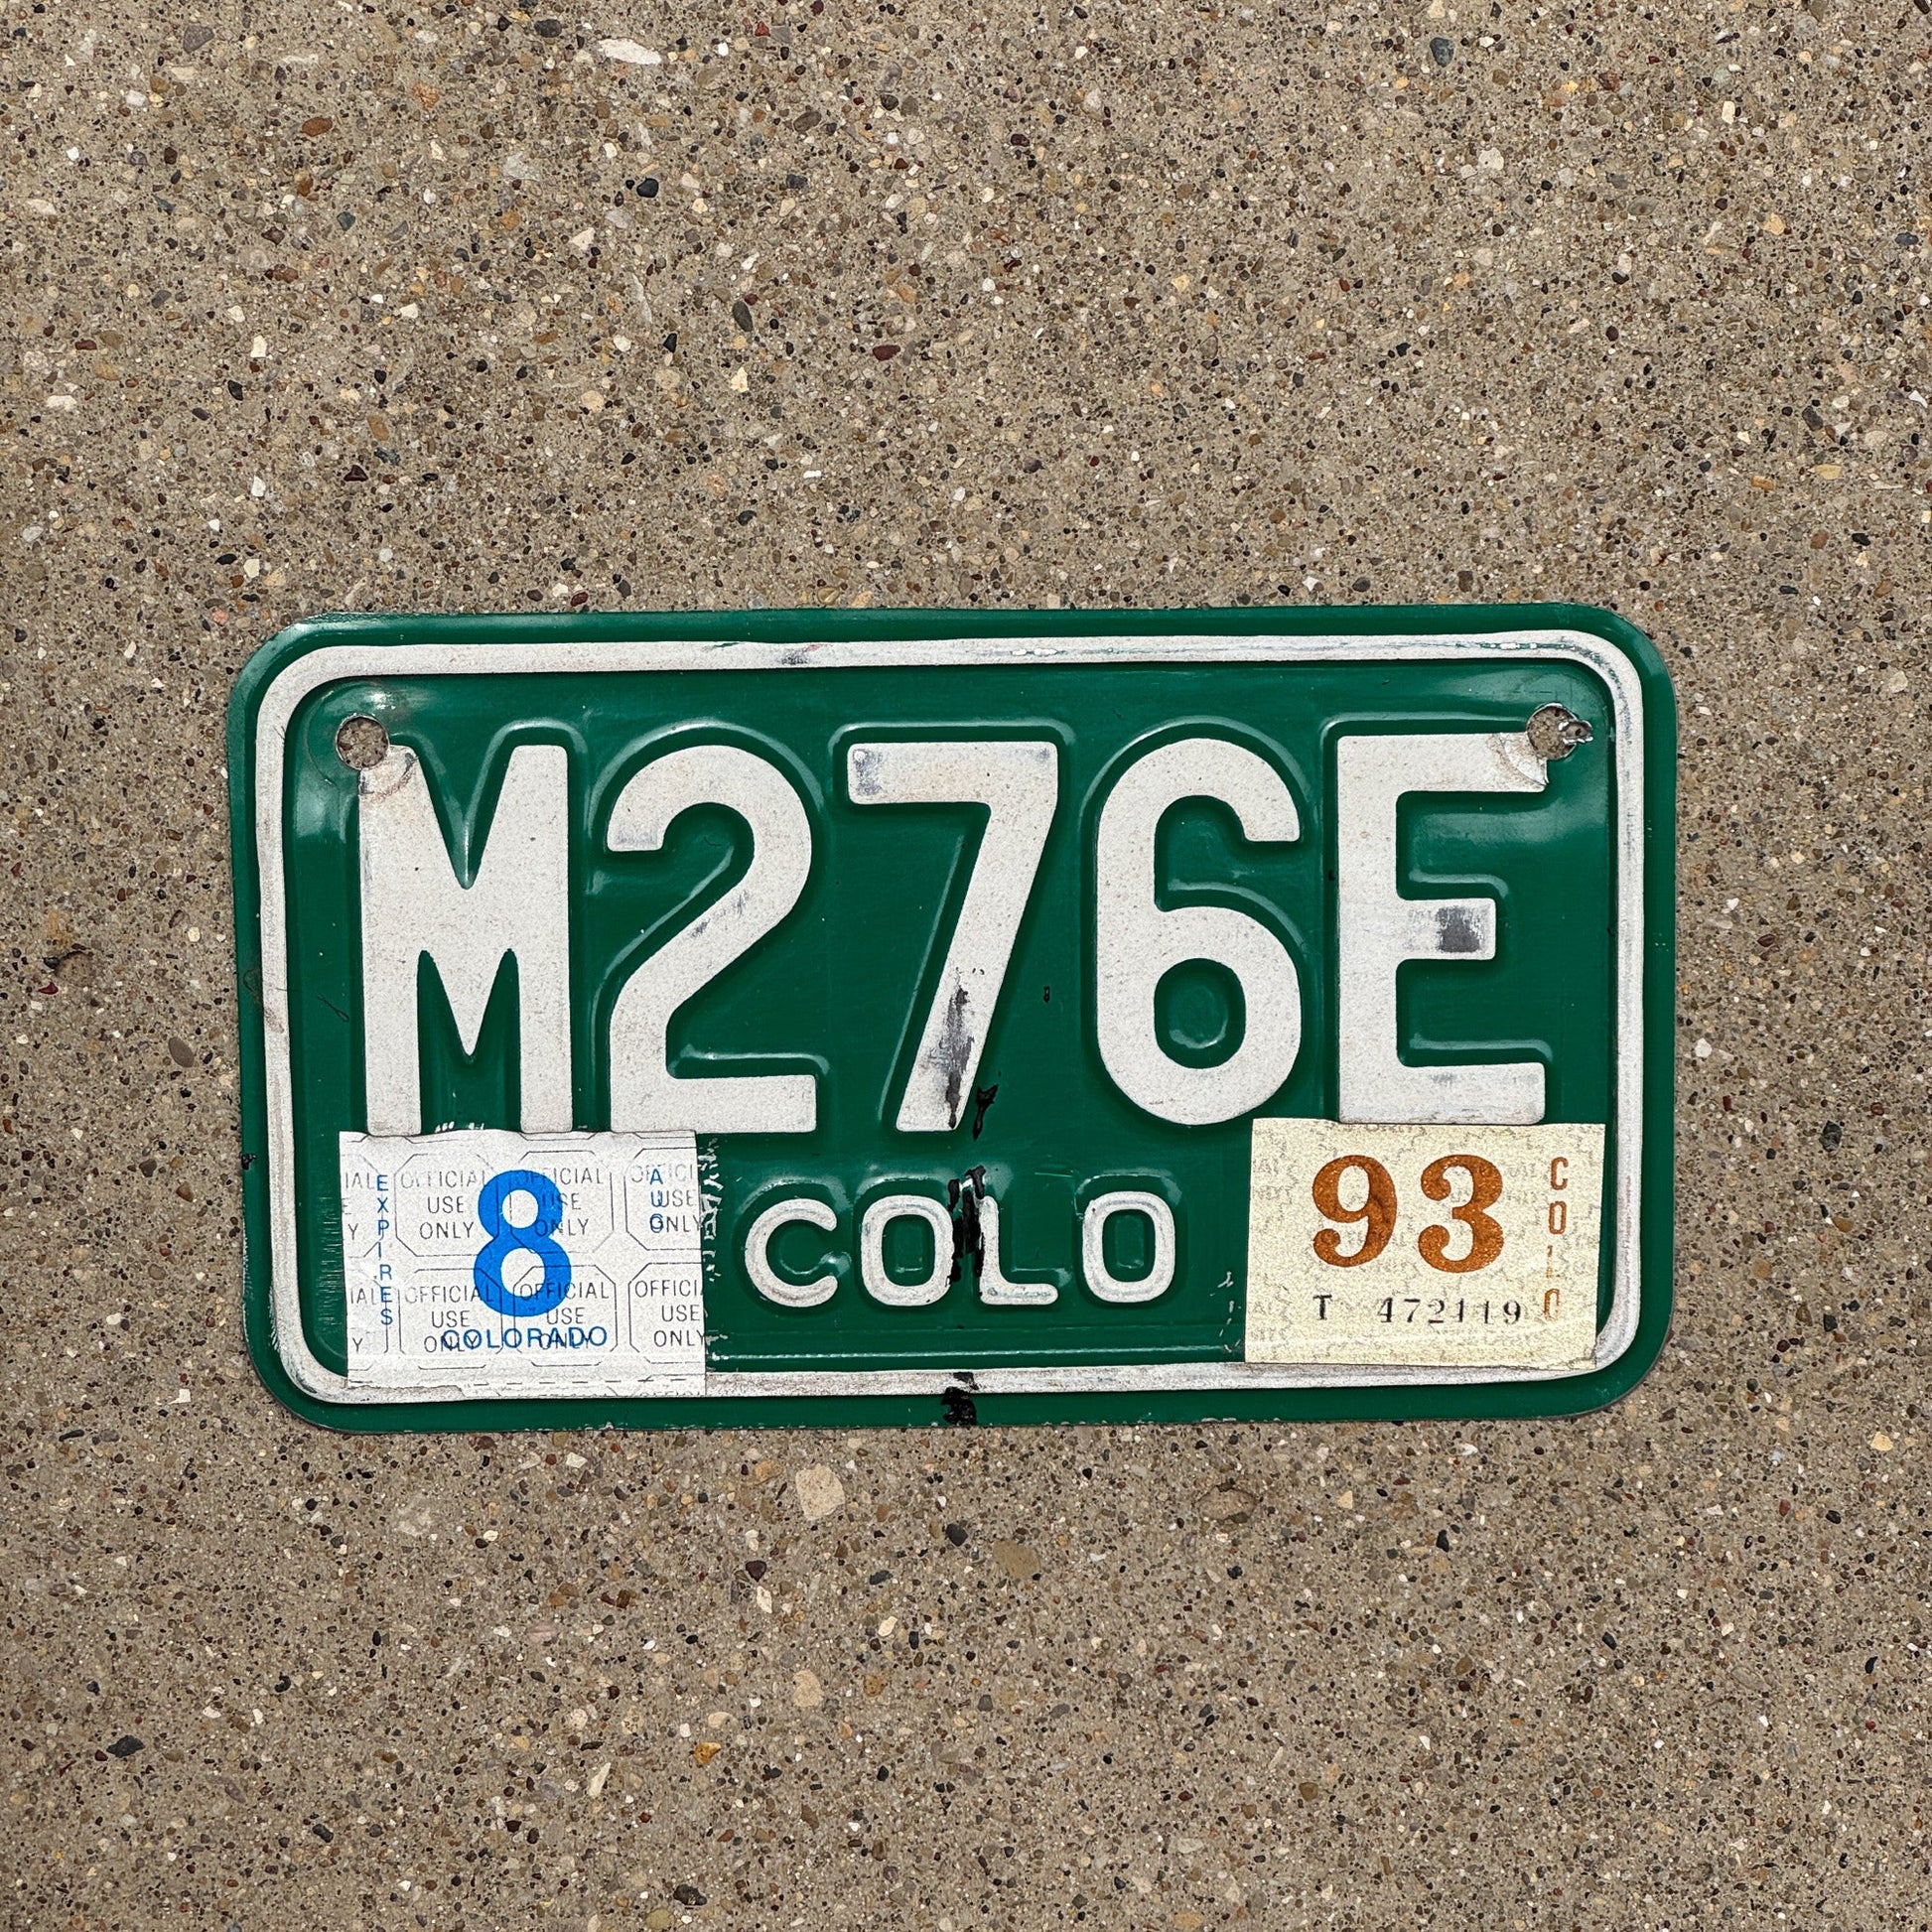 M276E
EXPIRES
8
AUG
COLORADO
OFFICIAL USE ONLY
COLO
93
COLO
T 472119